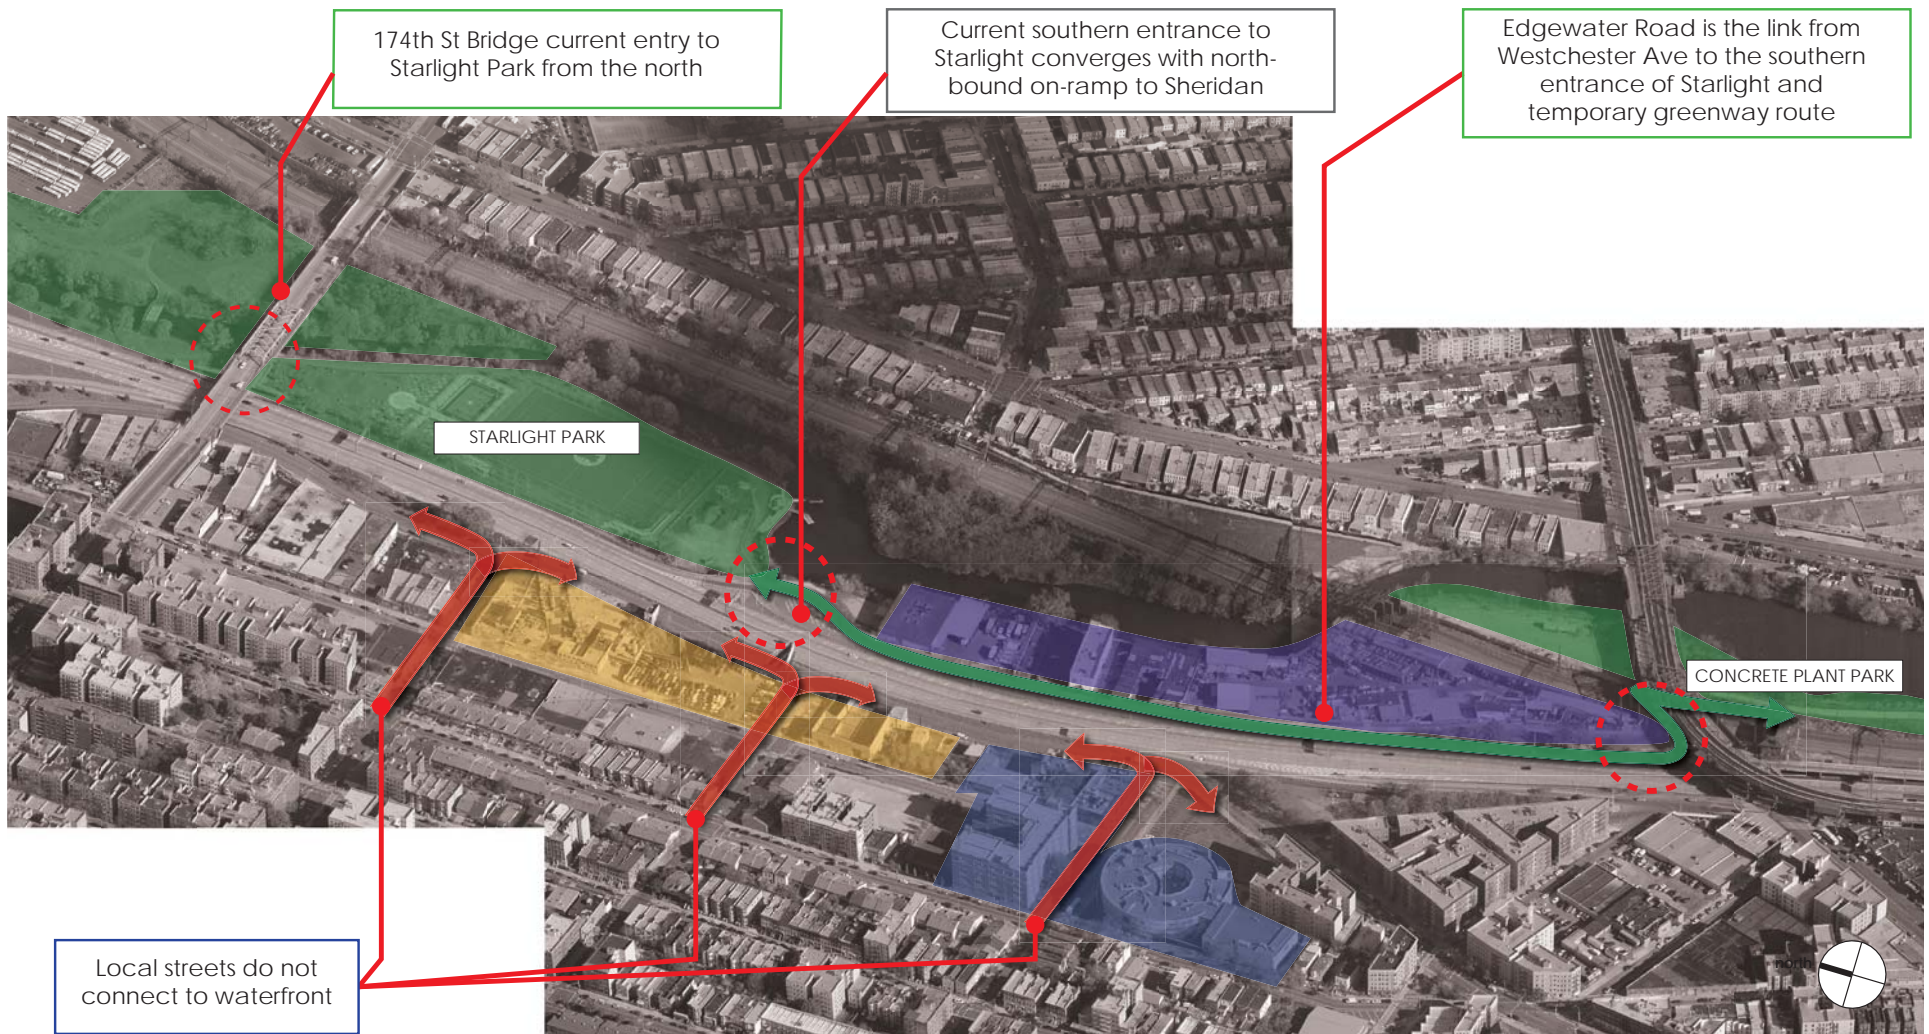 174th St Bridge current entry to
Starlight Park from the north
Current southern entrance to
Starlight converges with north-
bound on-ramp to Sheridan
Edgewater Road is the link from
Westchester Ave to the southern
entrance of Starlight and
temporary greenway route
STARLIGHT PARK
CONCRETE PLANT PARK
Local streets do not
connect to waterfront
north